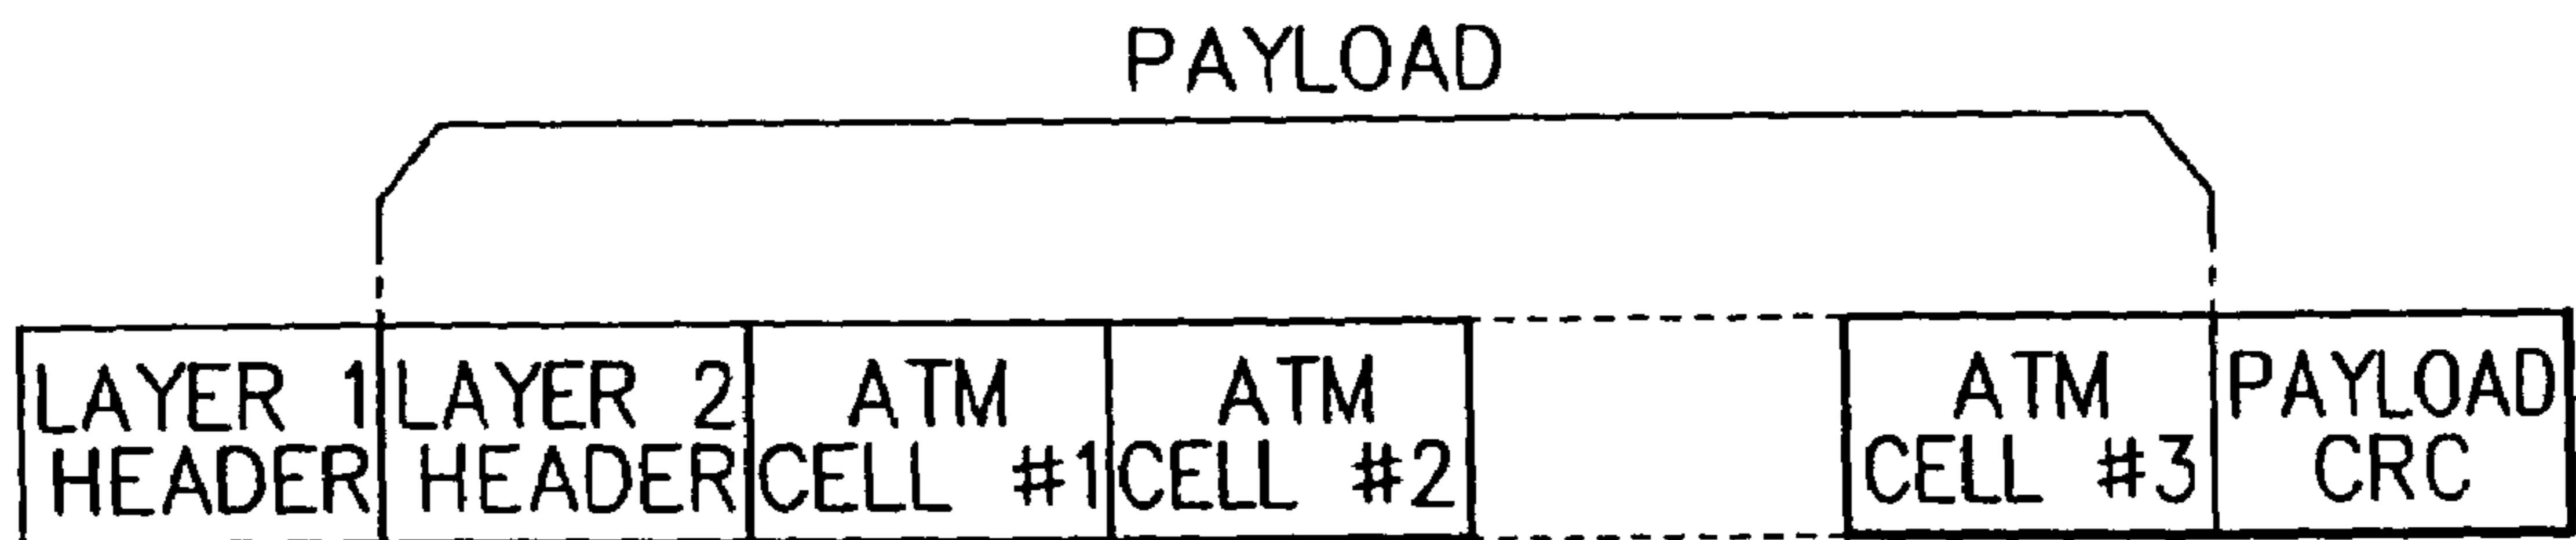 PAYLOAD
LAYER 1 HEADER
LAYER 2 HEADER
ATM CELL #1
ATM CELL #2
ATM CELL #3
PAYLOAD CRC